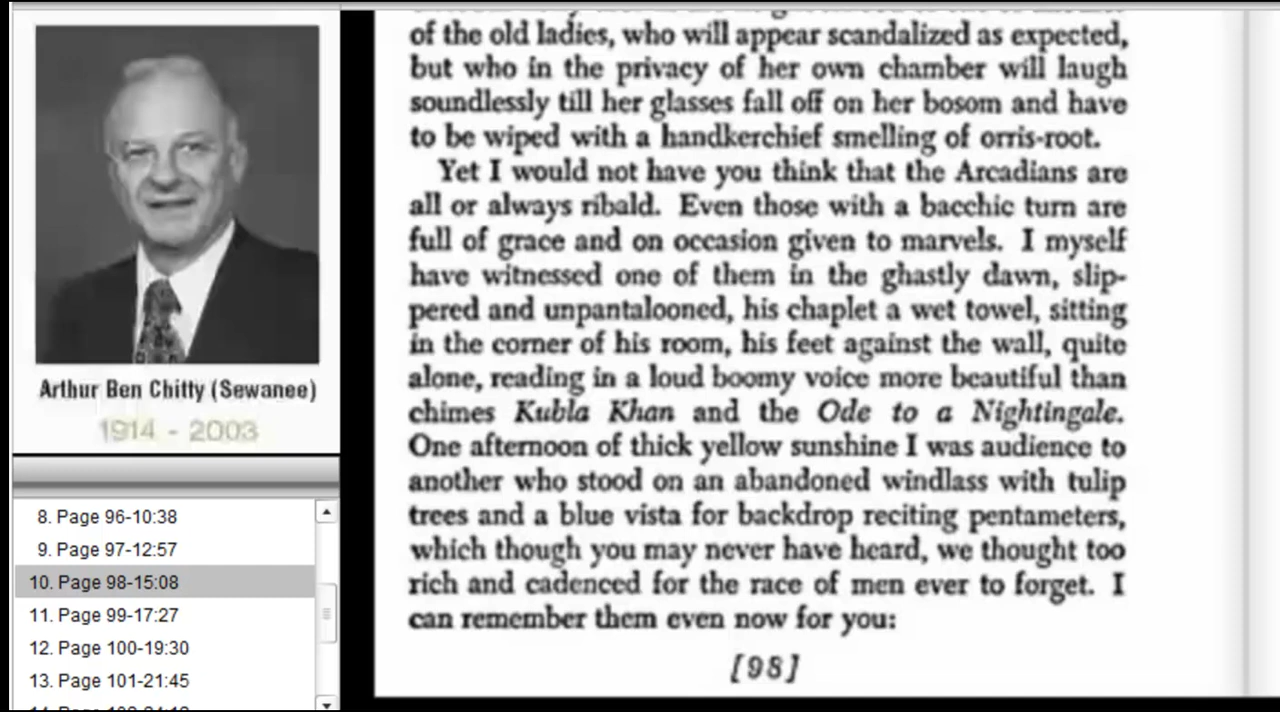 Arthur Ben Chitty (Sewanee)
1914 - 2003
8. Page 96-10:38
9. Page 97-12:57
10. Page 98-15:08
11. Page 99-17:27
12. Page 100-19:30
13. Page 101-21:45
of the old ladies, who will appear scandalized as expected,
but who in the privacy of her own chamber will laugh
soundlessly till her glasses fall off on her bosom and have
to be wiped with a handkerchief smelling of orris-root.
Yet I would not have you think that the Arcadians are
all or always ribald. Even those with a bacchic turn are
full of grace and on occasion given to marvels. I myself
have witnessed one of them in the ghastly dawn, slip-
pered and unpantalooned, his chaplet a wet towel, sitting
in the corner of his room, his feet against the wall, quite
alone, reading in a loud boomy voice more beautiful than
chimes Kubla Khan and the Ode to a Nightingale.
One afternoon of thick yellow sunshine I was audience to
another who stood on an abandoned windlass with tulip
trees and a blue vista for backdrop reciting pentameters,
which though you may never have heard, we thought too
rich and cadenced for the race of men ever to forget. I
can remember them even now for you:
[98]